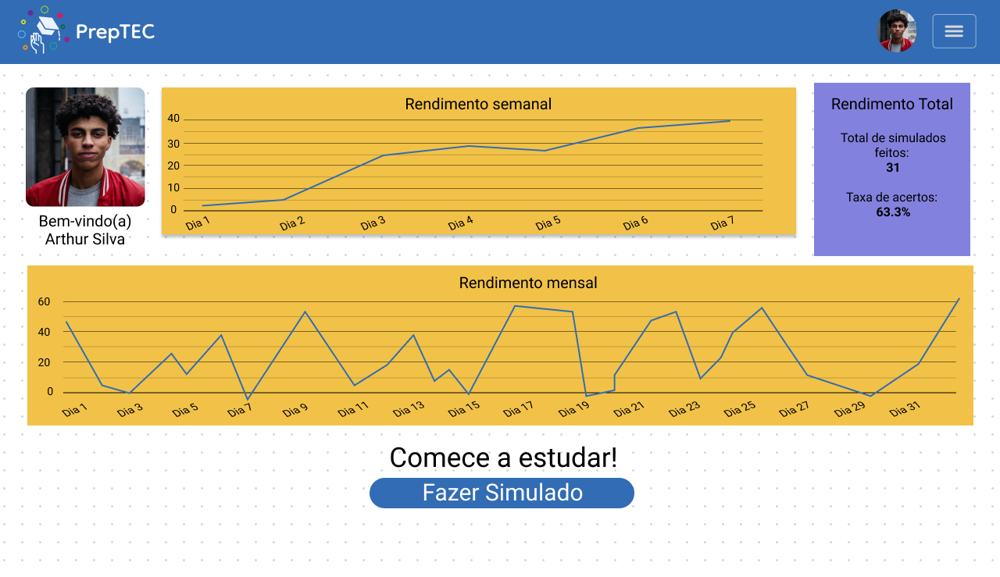 PrepTEC
Bem-vindo(a)
Arthur Silva
Rendimento semanal
40
30
20
10
0
Dia 1 Dia 2 Dia 3 Dia 4 Dia 5 Dia 6 Dia 7
Rendimento Total
Total de simulados
feitos:
31
Taxa de acertos:
63.3%
Rendimento mensal
60
40
20
0
Dia 1 Dia 3 Dia 5 Dia 7 Dia 9 Dia 11 Dia 13 Dia 15 Dia 17 Dia 19 Dia 21 Dia 23 Dia 25 Dia 27 Dia 29 Dia 31
Comece a estudar!
Fazer Simulado